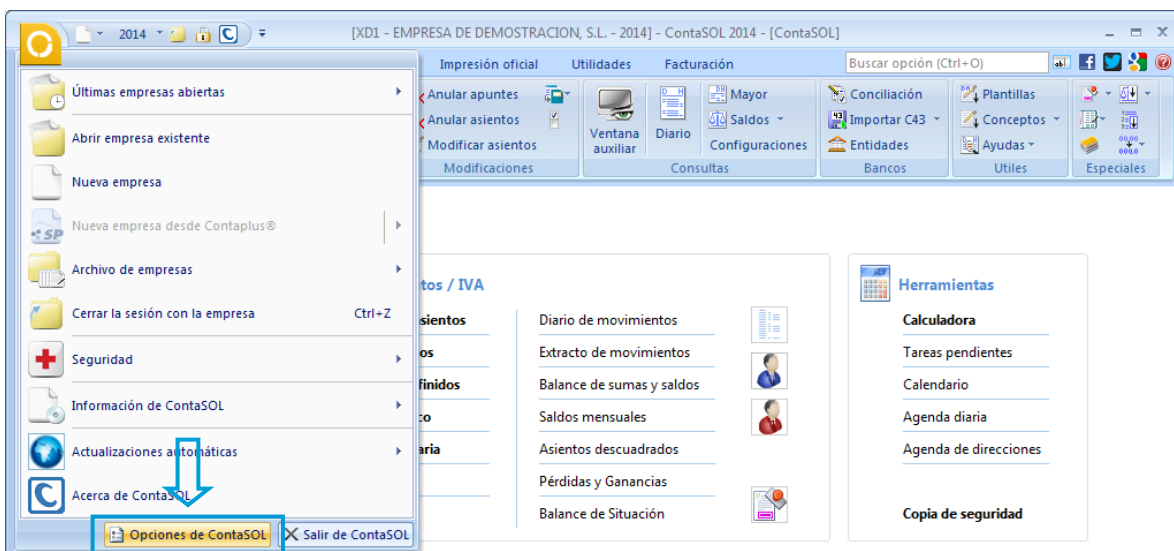 2014
[XD1 - EMPRESA DE DEMOSTRACION, S.L. - 2014] - ContaSOL 2014 - [ContaSOL]
Impresión oficial Utilidades Facturación Buscar opción (Ctrl+O)
Últimas empresas abiertas
Abrir empresa existente
Nueva empresa
Nueva empresa desde Contaplus®
Archivo de empresas
Cerrar la sesión con la empresa Ctrl+Z
Seguridad
Información de ContaSOL
Actualizaciones automáticas
Acerca de ContaSOL
Opciones de ContaSOL Salir de ContaSOL
Anular apuntes
Anular asientos
Modificar asientos
Modificaciones
Ventana auxiliar
Diario
Mayor
Saldos
Configuraciones
Consultas
Conciliación
Importar C43
Entidades
Bancos
Plantillas
Conceptos
Ayudas
Utiles
Especiales
tos / IVA
sientos
os
finidos
co
aria
Diario de movimientos
Extracto de movimientos
Balance de sumas y saldos
Saldos mensuales
Asientos descuadrados
Pérdidas y Ganancias
Balance de Situación
Herramientas
Calculadora
Tareas pendientes
Calendario
Agenda diaria
Agenda de direcciones
Copia de seguridad